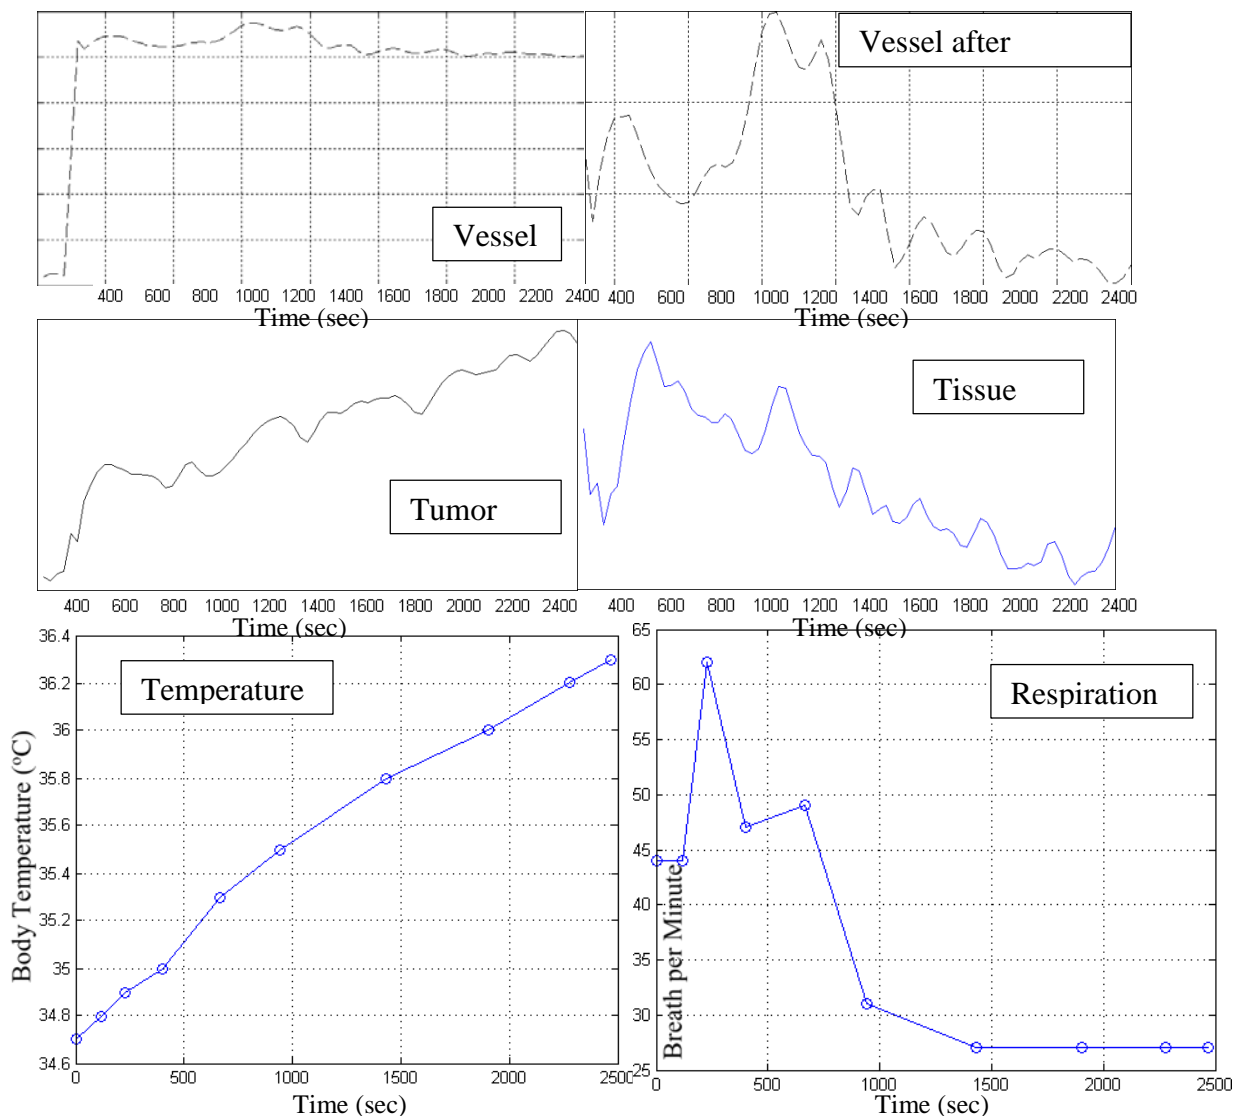 Vessel after
Vessel
400 600 800 1000 1200 1400 1600 1800 2000 2200 2400
400 600 800 1000 1200 1400 1600 1800 2000 2200 2400
Time (sec)
Time (sec)
Tissue
Tumor
400 600 800 1000 1200 1400 1600 1800 2000 2200 2400
400 600 800 1000 1200 1400 1600 1800 2000 2200 2400
Time (sec)
Time (sec)
Temperature
Body Temperature (°C)
36.4
36.2
36
35.8
35.6
35.4
35.2
35
34.8
34.6
0 500 1000 1500 2000 2500
Time (sec)
Respiration
Breath per Minute
65
60
55
50
45
40
35
30
25
0 500 1000 1500 2000 2500
Time (sec)